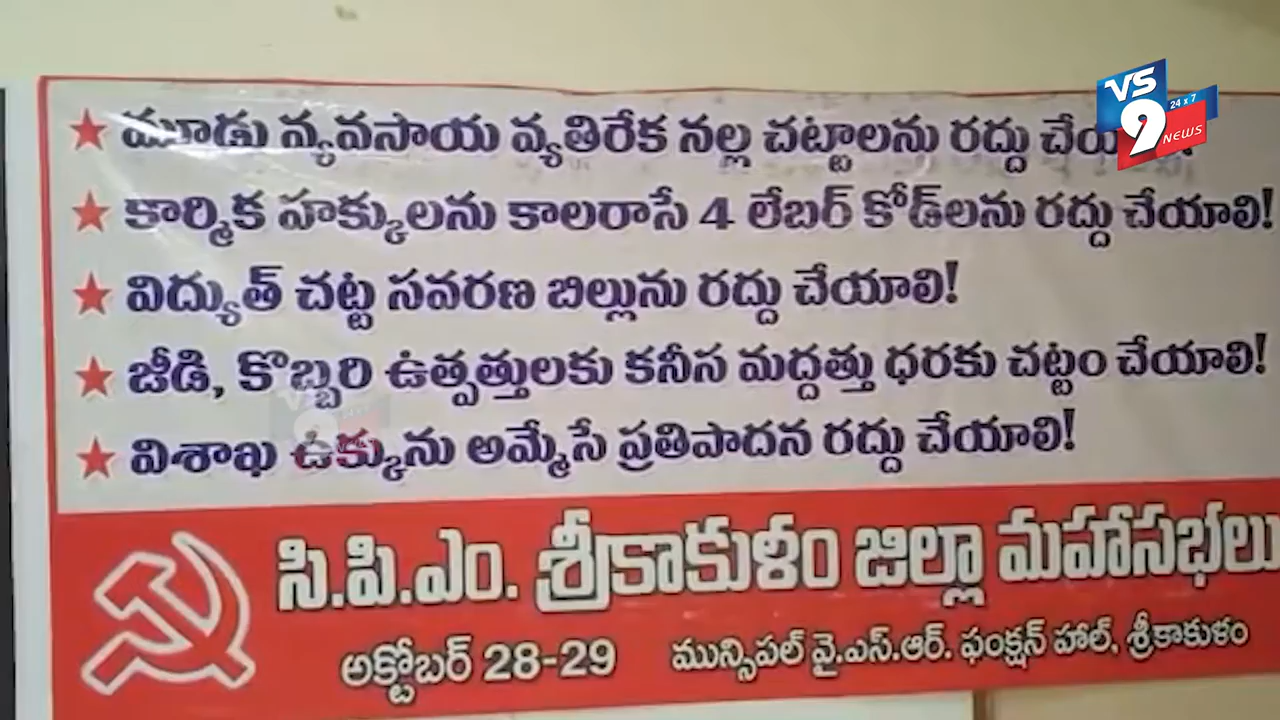 VS
24 x 7
9
NEWS
★ మూడు వ్యవసాయ వ్యతిరేక నల్ల చట్టాలను రద్దు
★ కార్మిక హక్కులను కాలరాసే 4 లేబర్ కోడ్‌లను రద్దు చేయాలి!
★ విద్యుత్ చట్ట సవరణ బిల్లును రద్దు చేయాలి!
★ జీడి, కొబ్బరి ఉత్పత్తులకు కనీస మద్దత్తు ధరకు చట్టం చేయాలి!
★ విశాఖ ఉక్కును అమ్మేసే ప్రతిపాదన రద్దు చేయాలి!
సి.పి.ఎం. శ్రీకాకుళం జిల్లా మహాసభలు
అక్టోబర్ 28-29 మున్సిపల్ వై.ఎస్.ఆర్. ఫంక్షన్ హాల్, శ్రీకాకుళం